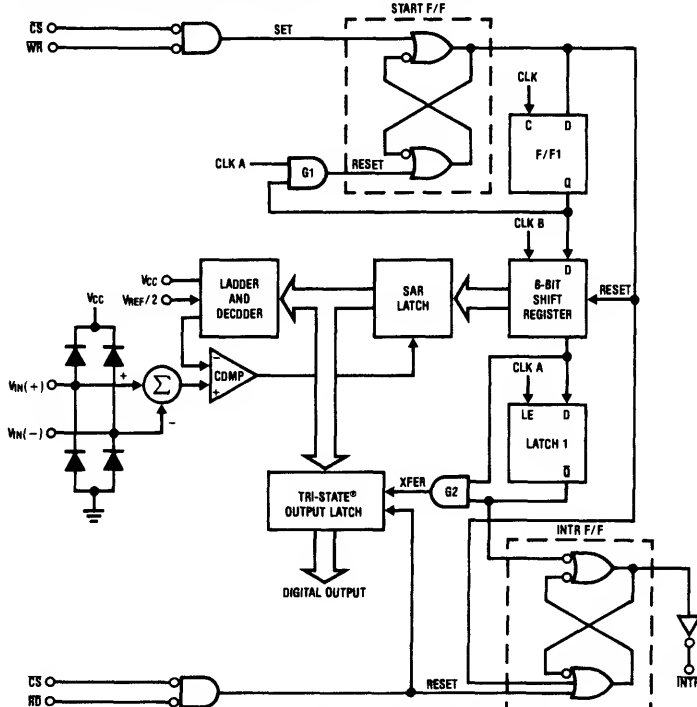 START F/F
CS
WR
SET
CLK
C D
F/F1
Q
CLK A
G1
RESET
CLK B
VCC
VREF/2
LADDER
AND
DECODER
SAR
LATCH
D
8-BIT
SHIFT
REGISTER
RESET
VCC
VIN(+)
+
Σ
−
+
COMP
CLK A
LE D
LATCH 1
Q
VIN(−)
−
XFER
G2
TRI-STATE®
OUTPUT LATCH
INTR F/F
DIGITAL OUTPUT
INTR
CS
RD
RESET